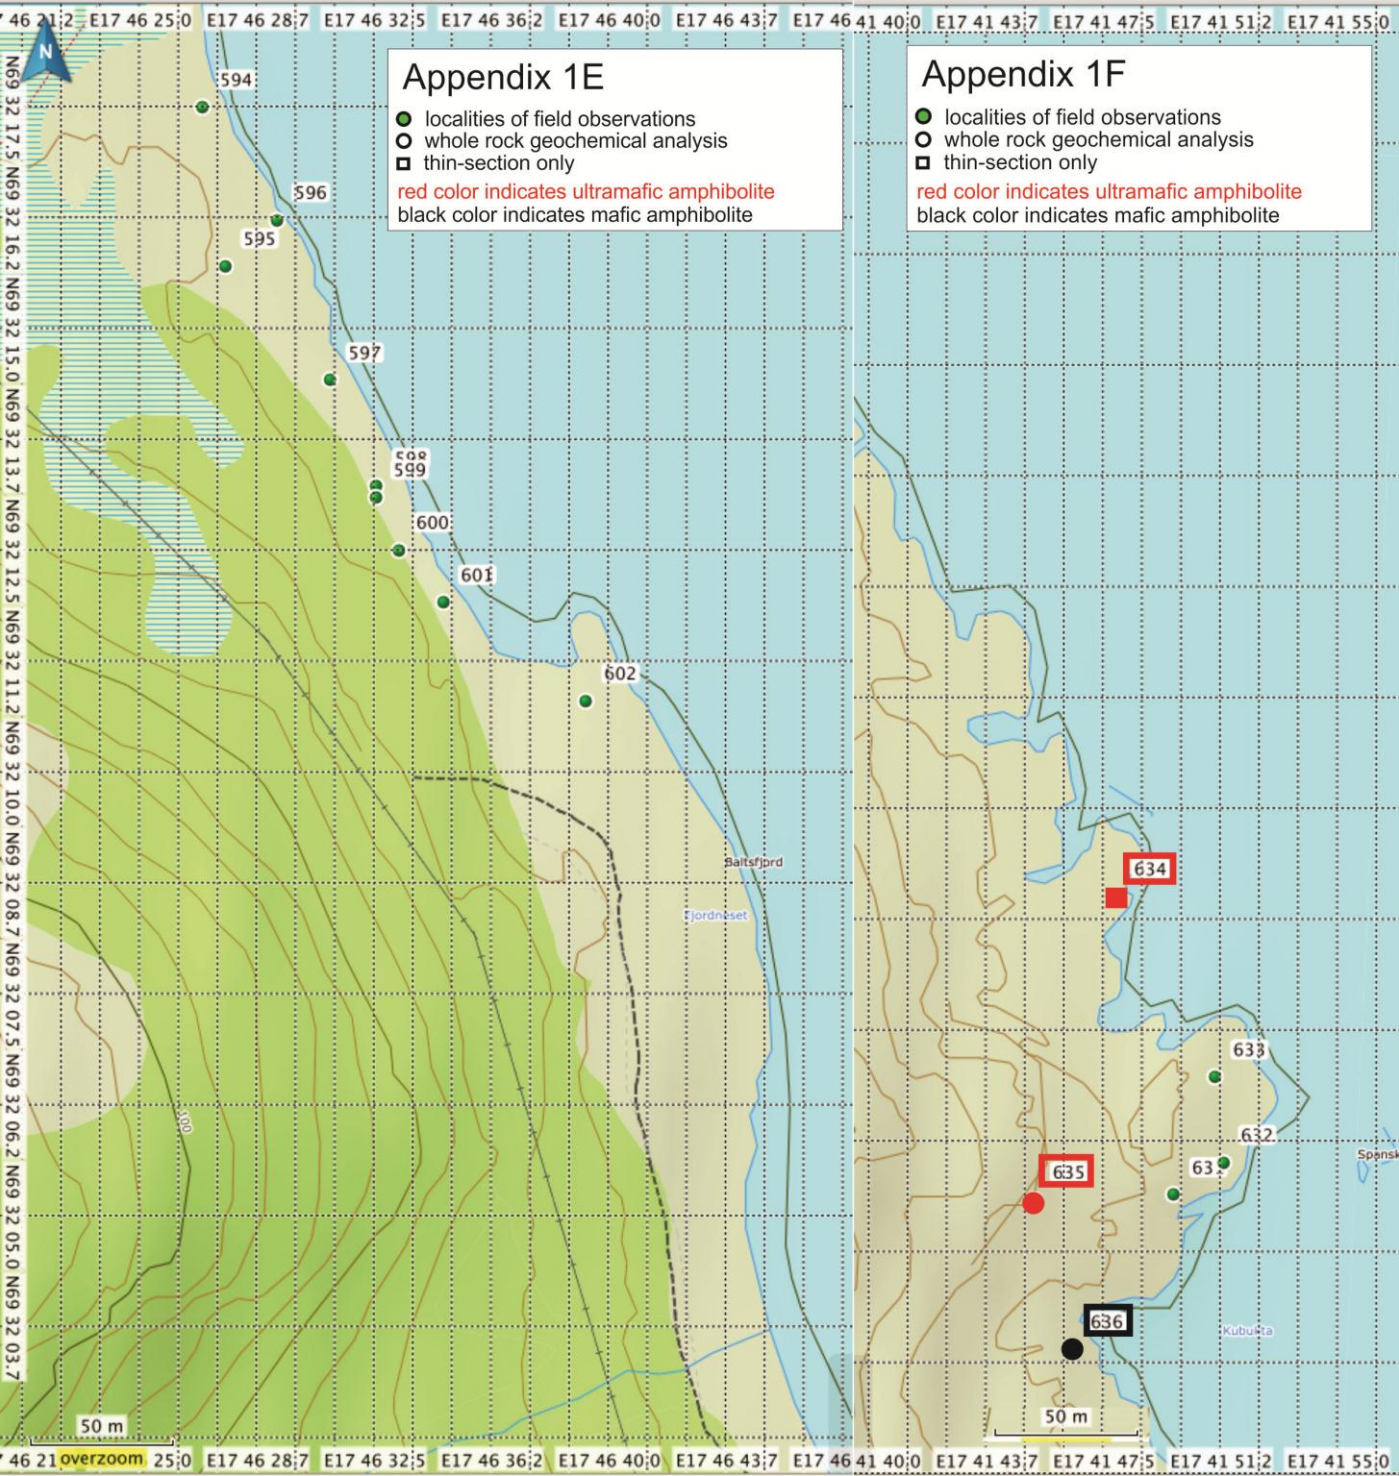 46 21 2 E17 46 25 0 E17 46 28 7 E17 46 32 5 E17 46 36 2 E17 46 40 0 E17 46 43 7 E17 46
41 40 0 E17 41 43 7 E17 41 47 5 E17 41 51 2 E17 41 55 0
N
N69 32 17.5 N69 32 16.2 N69 32 15.0 N69 32 13.7 N69 32 12.5 N69 32 11.2 N69 32 10.0 N69 32 08.7 N69 32 07.5 N69 32 06.2 N69 32 05.0 N69 32 03.7
Appendix 1E
localities of field observations
whole rock geochemical analysis
thin-section only
red color indicates ultramafic amphibolite
black color indicates mafic amphibolite
594
596
595
597
598
599
600
601
602
Baltsfjord
Fjordneset
100
50 m
overzoom
46 21 25 0 E17 46 28 7 E17 46 32 5 E17 46 36 2 E17 46 40 0 E17 46 43 7 E17 46
Appendix 1F
localities of field observations
whole rock geochemical analysis
thin-section only
red color indicates ultramafic amphibolite
black color indicates mafic amphibolite
634
633
632
635
636
50 m
41 40 0 E17 41 43 7 E17 41 47 5 E17 41 51 2 E17 41 55 0